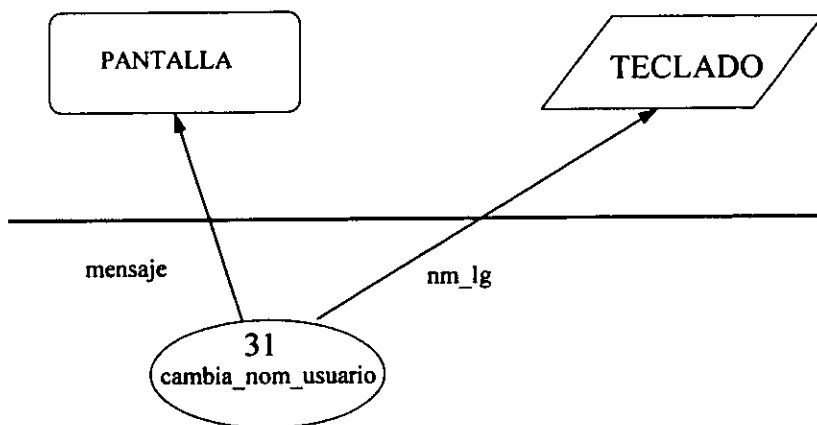 PANTALLA
TECLADO
mensaje
nm_lg
31
cambia_nom_usuario